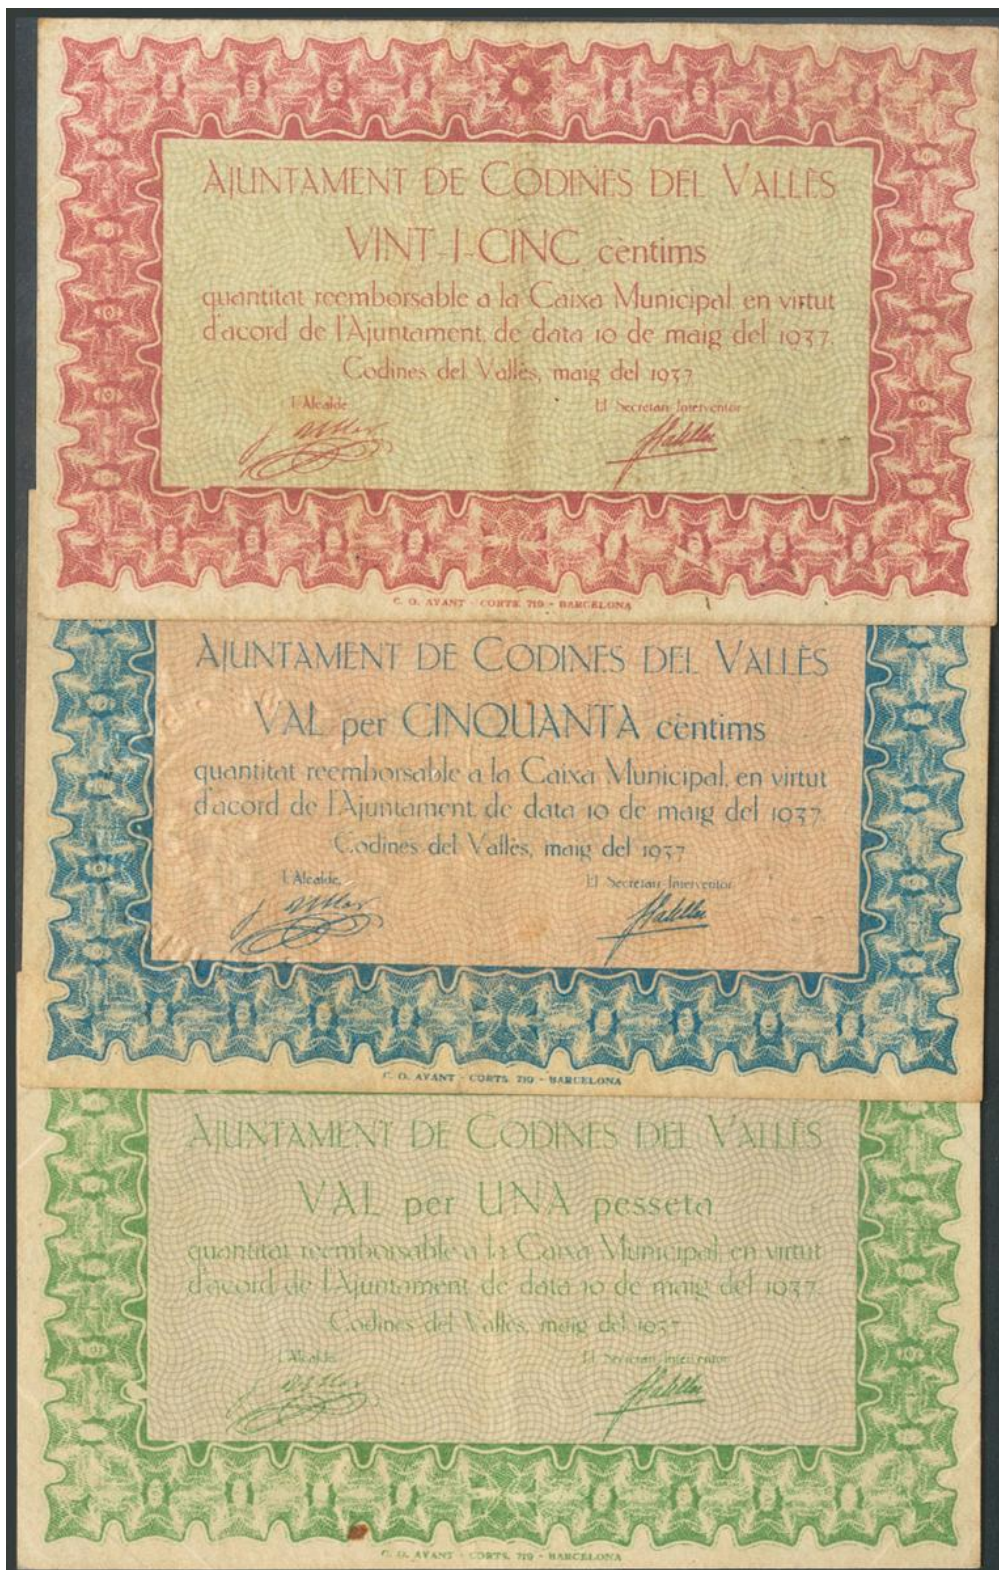 AJUNTAMENT DE CODINES DEL VALLÈS
VINT-I-CINC cèntims
quantitat reemborsable a la Caixa Municipal, en virtut
d'acord de l'Ajuntament, de data 10 de maig del 1937.
Codines del Vallès, maig del 1937
L'Alcalde El Secretari-Interventor
C. O. AVANT - CORTS, 719 - BARCELONA
AJUNTAMENT DE CODINES DEL VALLÈS
VAL per CINQUANTA cèntims
quantitat reemborsable a la Caixa Municipal, en virtut
d'acord de l'Ajuntament, de data 10 de maig del 1937.
Codines del Vallès, maig del 1937
L'Alcalde, El Secretari-Interventor
C. O. AVANT - CORTS, 719 - BARCELONA
AJUNTAMENT DE CODINES DEL VALLÈS
VAL per UNA pesseta
quantitat reemborsable a la Caixa Municipal, en virtut
d'acord de l'Ajuntament, de data 10 de maig del 1937.
Codines del Vallès, maig del 1937
L'Alcalde, El Secretari-Interventor
C. O. AVANT - CORTS, 719 - BARCELONA